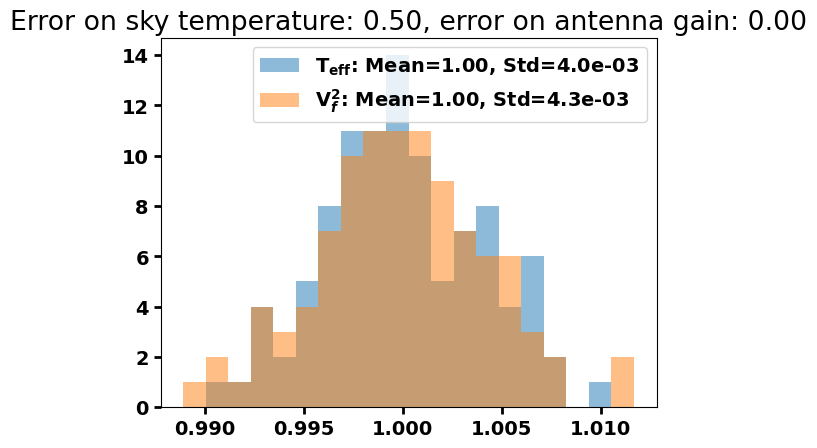 Error on sky temperature: 0.50, error on antenna gain: 0.00
T_eff: Mean=1.00, Std=4.0e-03
V_f^2: Mean=1.00, Std=4.3e-03
14
12
10
8
6
4
2
0
0.990 0.995 1.000 1.005 1.010